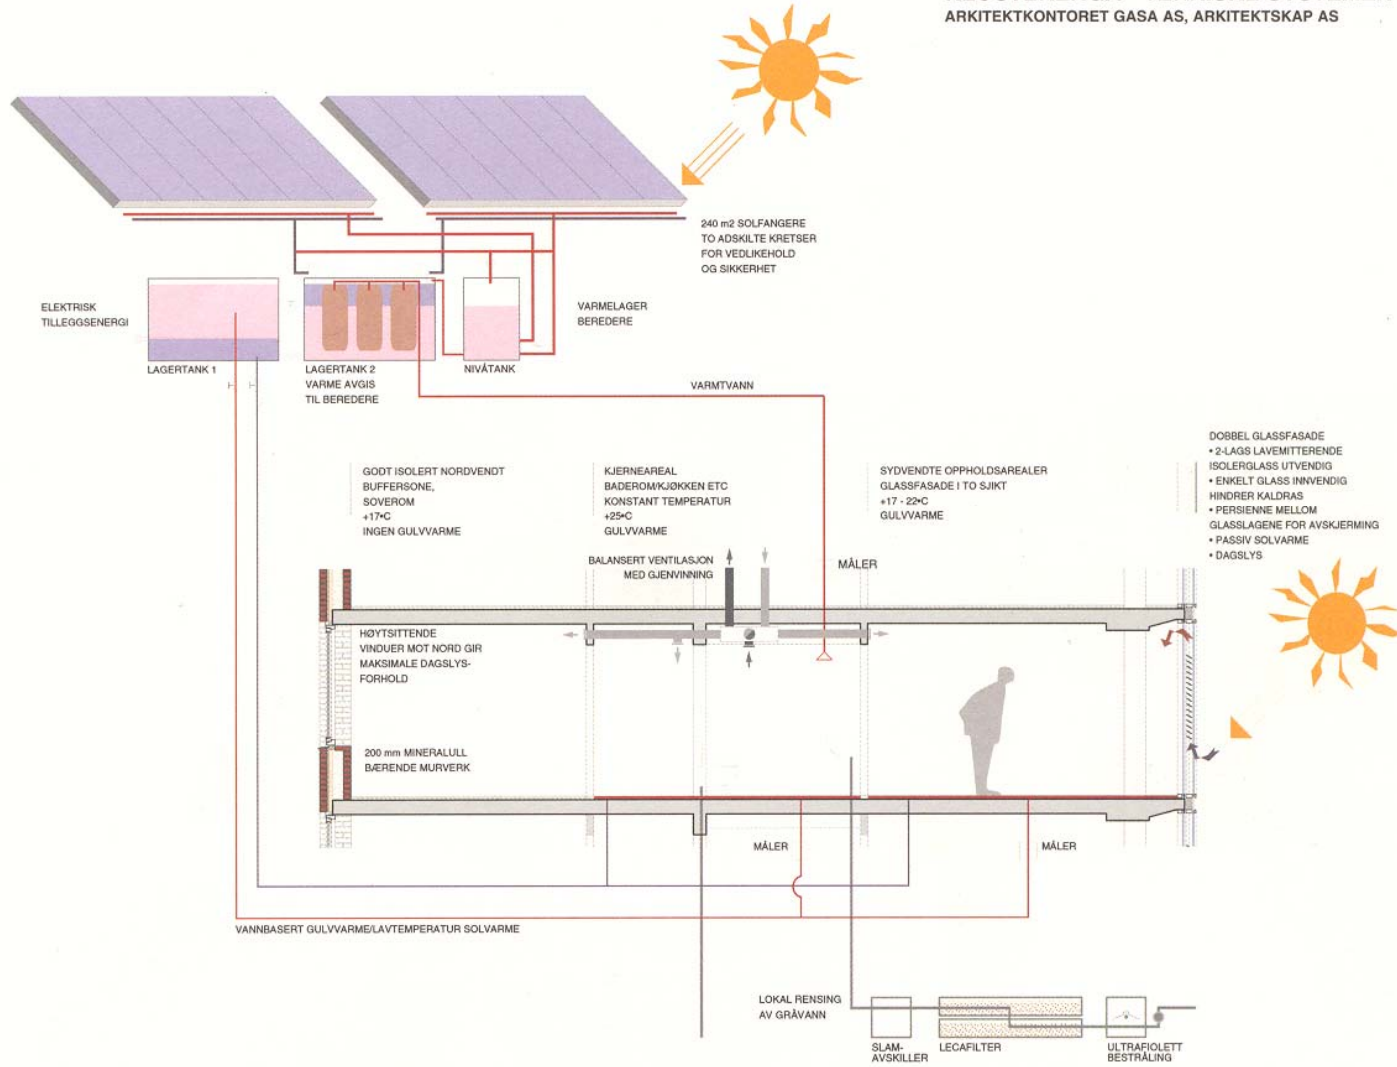 ARKITEKTKONTORET GASA AS, ARKITEKTSKAP AS
240 m2 SOLFANGERE
TO ADSKILTE KRETSER
FOR VEDLIKEHOLD
OG SIKKERHET
ELEKTRISK
TILLEGGSENERGI
VARMELAGER
BEREDERE
LAGERTANK 1
LAGERTANK 2
VARME AVGIS
TIL BEREDERE
NIVÅTANK
VARMTVANN
DOBBEL GLASSFASADE
• 2-LAGS LAVEMITTERENDE
ISOLERGLASS UTVENDIG
• ENKELT GLASS INNVENDIG
HINDRER KALDRAS
• PERSIENNE MELLOM
GLASSLAGENE FOR AVSKJERMING
• PASSIV SOLVARME
• DAGSLYS
GODT ISOLERT NORDVENDT
BUFFERSONE,
SOVEROM
+17•C
INGEN GULVVARME
KJERNEAREAL
BADEROM/KJØKKEN ETC
KONSTANT TEMPERATUR
+25•C
GULVVARME
SYDVENDTE OPPHOLDSAREALER
GLASSFASADE I TO SJIKT
+17 - 22•C
GULVVARME
BALANSERT VENTILASJON
MED GJENVINNING
MÅLER
HØYTSITTENDE
VINDUER MOT NORD GIR
MAKSIMALE DAGSLYS-
FORHOLD
200 mm MINERALULL
BÆRENDE MURVERK
MÅLER
MÅLER
VANNBASERT GULVVARME/LAVTEMPERATUR SOLVARME
LOKAL RENSING
AV GRÅVANN
SLAM-
AVSKILLER
LECAFILTER
ULTRAFIOLETT
BESTRÅLING